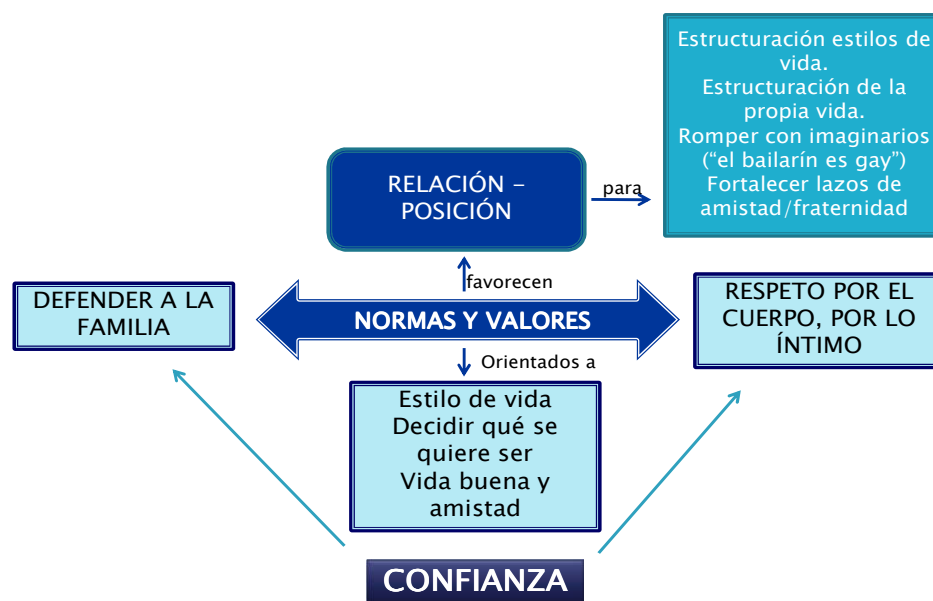 Estructuración estilos de
vida.
Estructuración de la
propia vida.
Romper con imaginarios
(“el bailarín es gay”)
Fortalecer lazos de
amistad/fraternidad
RELACIÓN –
POSICIÓN
para
favorecen
DEFENDER A LA
FAMILIA
NORMAS Y VALORES
RESPETO POR EL
CUERPO, POR LO
ÍNTIMO
Orientados a
Estilo de vida
Decidir qué se
quiere ser
Vida buena y
amistad
CONFIANZA